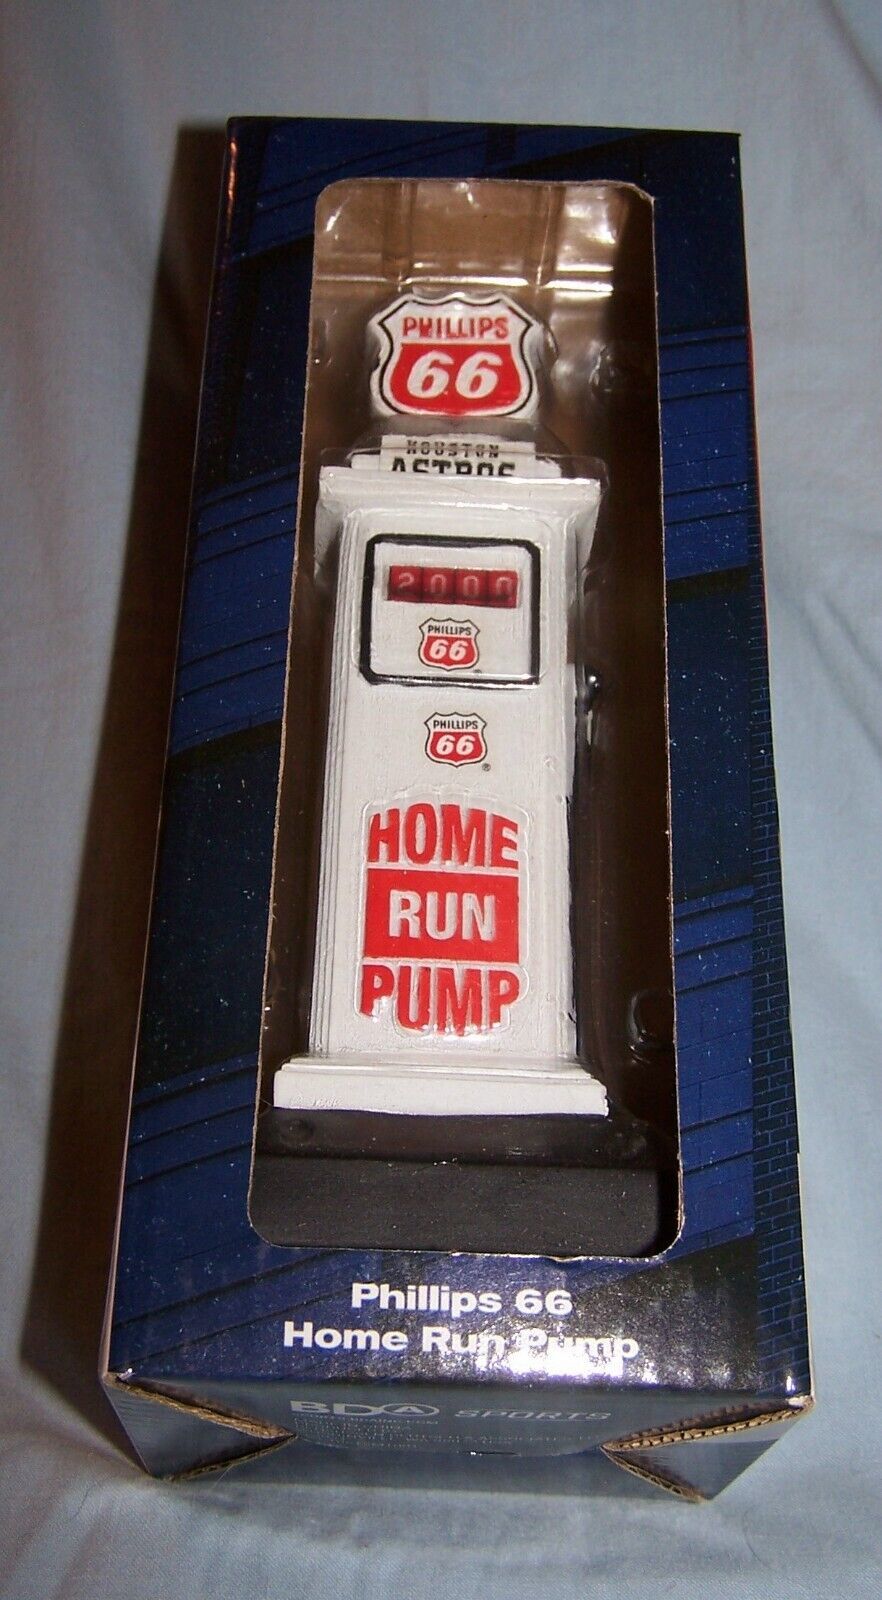 PHILLIPS
66
HOUSTON
ASTROS
2000
PHILLIPS
66
®
PHILLIPS
66
®
HOME
RUN
PUMP
Phillips 66
Home Run Pump
BDA SPORTS